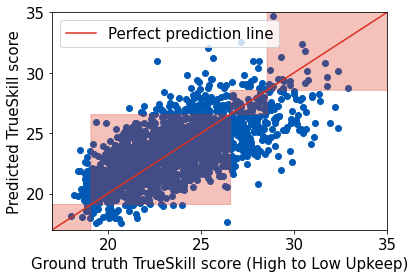 35
Perfect prediction line
30
25
20
Predicted TrueSkill score
20
25
30
35
Ground truth TrueSkill score (High to Low Upkeep)